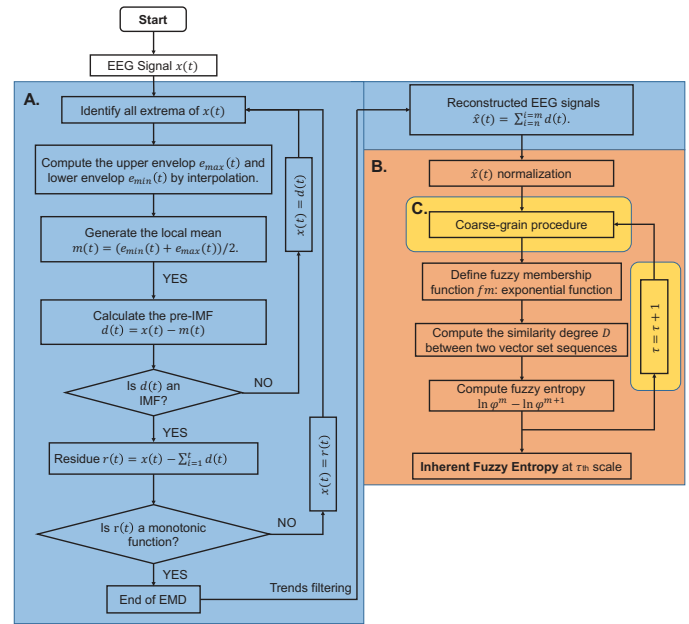 Start
EEG Signal x(t)
A.
Identify all extrema of x(t)
Compute the upper envelop e_max(t) and
lower envelop e_min(t) by interpolation.
Generate the local mean
m(t) = (e_min(t) + e_max(t))/2.
YES
Calculate the pre-IMF
d(t) = x(t) − m(t)
Is d(t) an
IMF?
NO
x(t) = d(t)
YES
Residue r(t) = x(t) − ∑_{i=1}^{t} d(t)
Is r(t) a monotonic
function?
NO
x(t) = r(t)
YES
End of EMD
Trends filtering
Reconstructed EEG signals
x̂(t) = ∑_{i=n}^{i=m} d(t).
B.
x̂(t) normalization
C.
Coarse-grain procedure
Define fuzzy membership
function fm: exponential function
Compute the similarity degree D
between two vector set sequences
τ = τ + 1
Compute fuzzy entropy
ln φ^m − ln φ^{m+1}
Inherent Fuzzy Entropy at τ_th scale